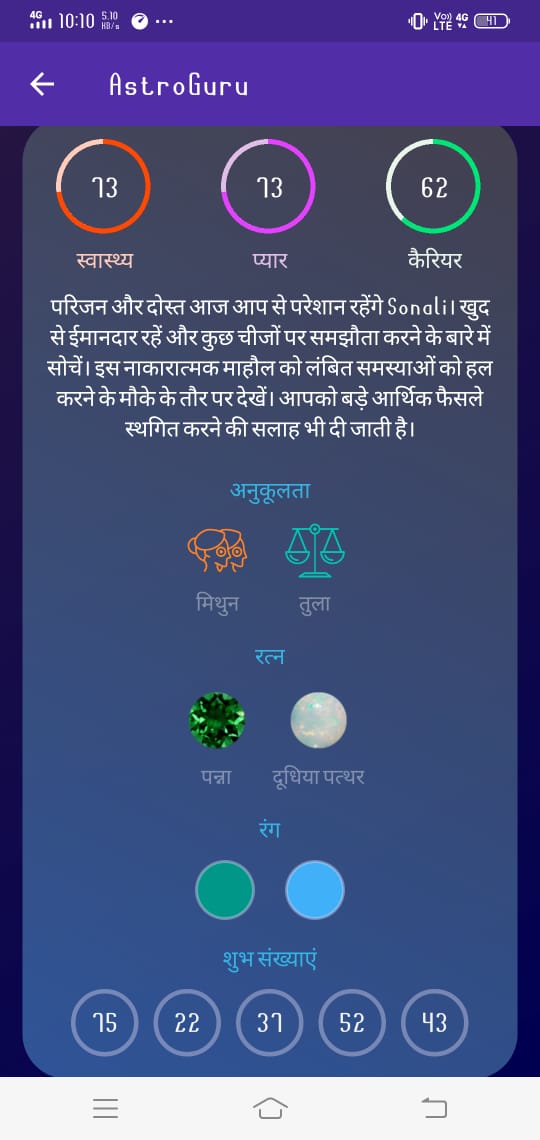 4G 10:10 5.10 KB/s ... Vo) LTE 4G 41
AstroGuru
73 73 62
स्वास्थ्य प्यार कैरियर
परिजन और दोस्त आज आप से परेशान रहेंगे Sonali। खुद
से ईमानदार रहें और कुछ चीजों पर समझौता करने के बारे में
सोचें। इस नाकारात्मक माहौल को लंबित समस्याओं को हल
करने के मौके के तौर पर देखें। आपको बड़े आर्थिक फैसले
स्थगित करने की सलाह भी दी जाती है।
अनुकूलता
मिथुन तुला
रत्न
पन्ना दूधिया पत्थर
रंग
शुभ संख्याएं
75 22 37 52 43